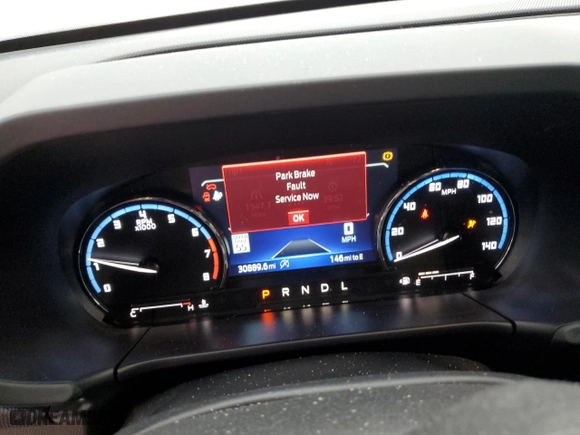 Park Brake
Fault
Service Now
OK
4
RPM
x1000
1
2
3
5
6
7
8
0
MPH
55
30889.6 mi
146 mi to E
P R N D L
C H
0
20
40
60
80
100
120
140
MPH
E F